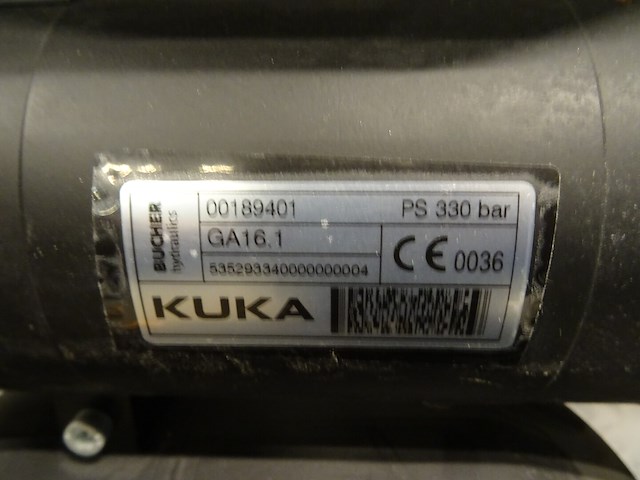 BUCHER
hydraulics
00189401 PS 330 bar
GA16.1
CE 0036
535293340000000004
KUKA